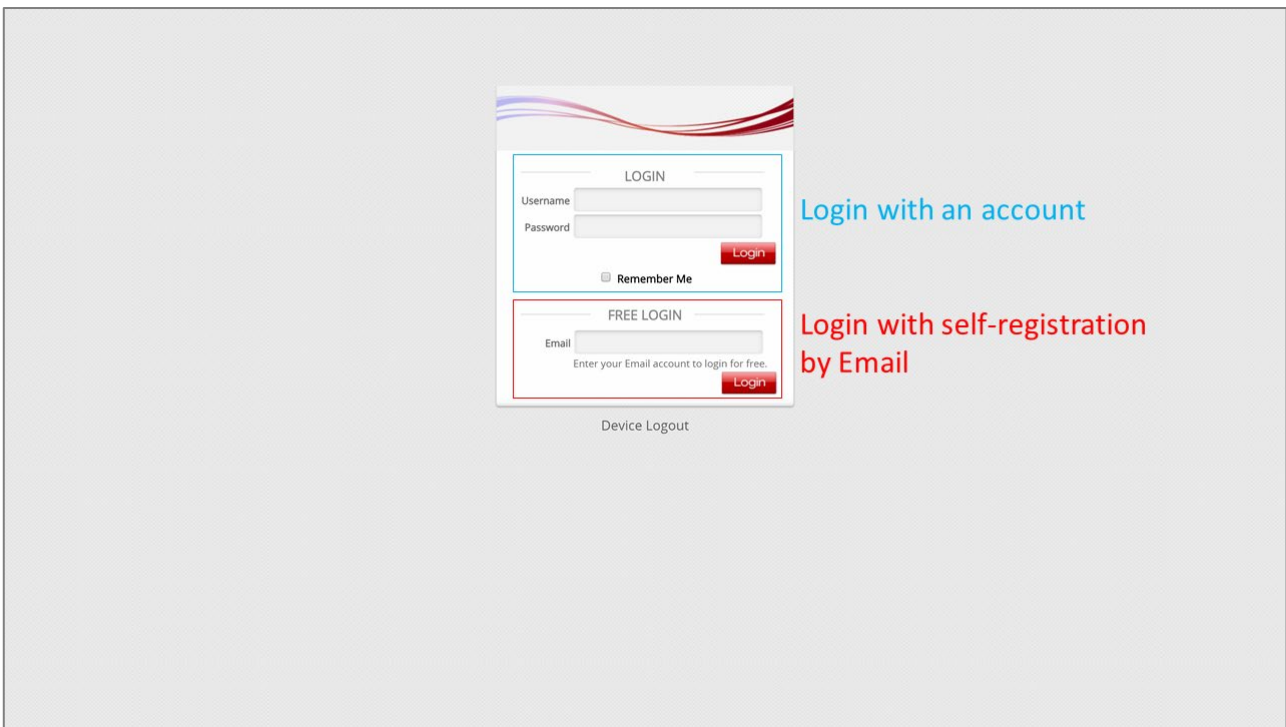 LOGIN
Username
Password
Login
Remember Me
Login with an account
FREE LOGIN
Email
Enter your Email account to login for free.
Login
Login with self-registration
by Email
Device Logout